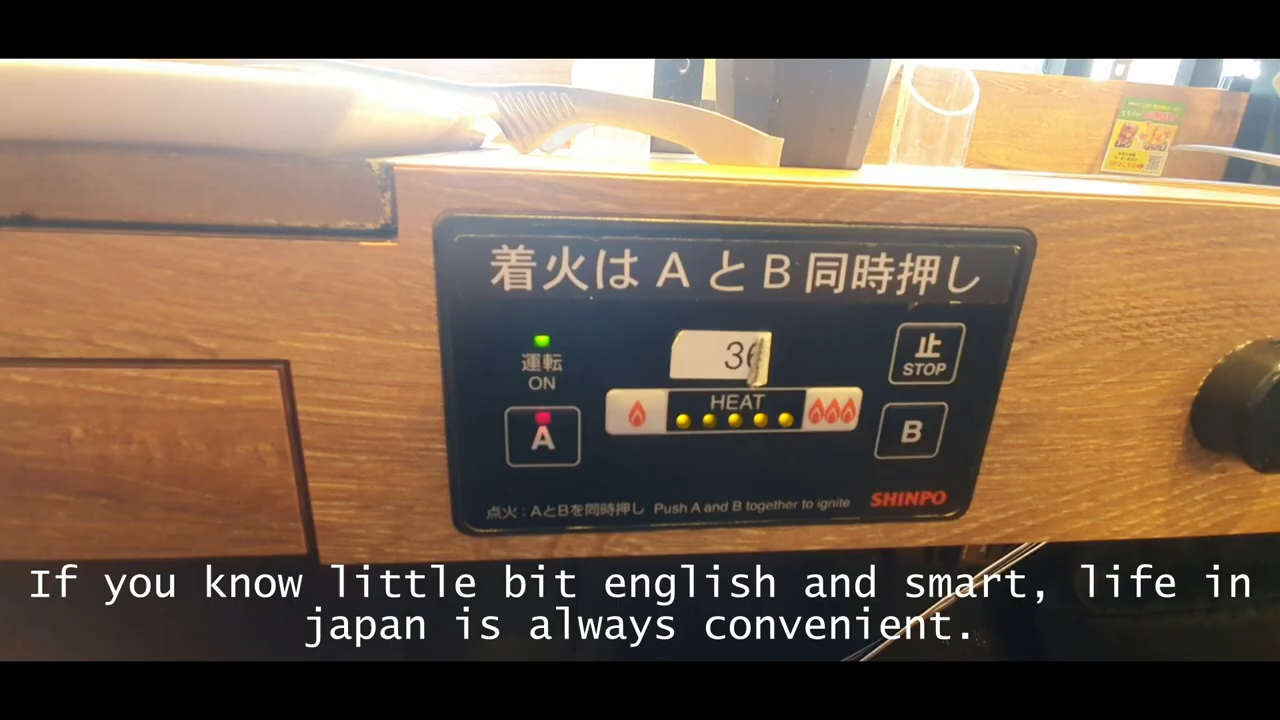 着火は A と B 同時押し
運転
ON
A
36
HEAT
止
STOP
B
点火：AとBを同時押し Push A and B together to ignite
SHINPO
If you know little bit english and smart, life in
japan is always convenient.